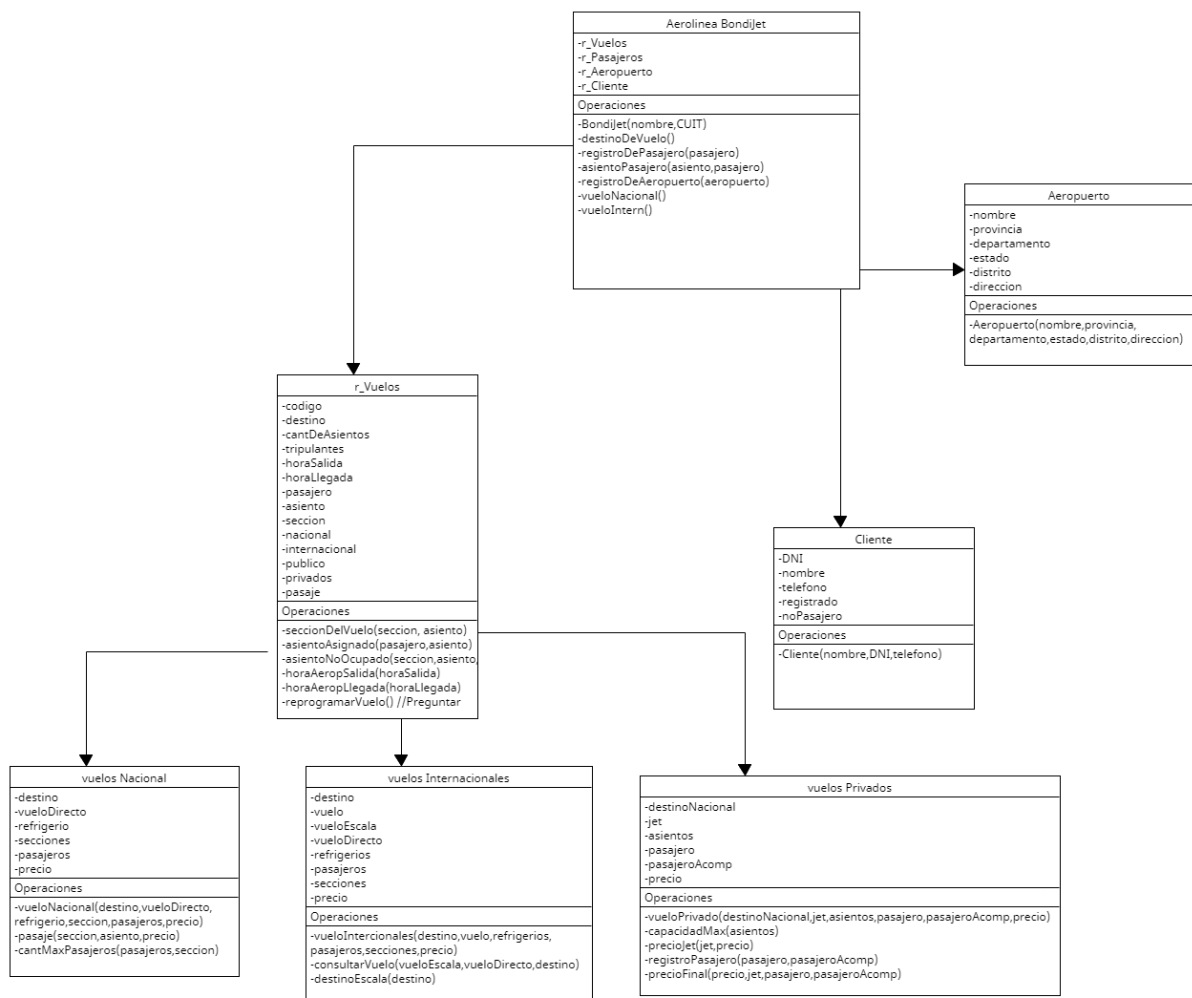 Aerolinea BondiJet
-r_Vuelos
-r_Pasajeros
-r_Aeropuerto
-r_Cliente
Operaciones
-BondiJet(nombre,CUIT)
-destinoDeVuelo()
-registroDePasajero(pasajero)
-asientoPasajero(asiento,pasajero)
-registroDeAeropuerto(aeropuerto)
-vueloNacional()
-vueloIntern()
Aeropuerto
-nombre
-provincia
-departamento
-estado
-distrito
-direccion
Operaciones
-Aeropuerto(nombre,provincia,
departamento,estado,distrito,direccion)
r_Vuelos
-codigo
-destino
-cantDeAsientos
-tripulantes
-horaSalida
-horaLlegada
-pasajero
-asiento
-seccion
-nacional
-internacional
-publico
-privados
-pasaje
Operaciones
-seccionDelVuelo(seccion, asiento)
-asientoAsignado(pasajero,asiento)
-asientoNoOcupado(seccion,asiento,
-horaAeropSalida(horaSalida)
-horaAeropLlegada(horaLlegada)
-reprogramarVuelo() //Preguntar
Cliente
-DNI
-nombre
-telefono
-registrado
-noPasajero
Operaciones
-Cliente(nombre,DNI,telefono)
vuelos Nacional
-destino
-vueloDirecto
-refrigerio
-secciones
-pasajeros
-precio
Operaciones
-vueloNacional(destino,vueloDirecto,
refrigerio,seccion,pasajeros,precio)
-pasaje(seccion,asiento,precio)
-cantMaxPasajeros(pasajeros,seccion)
vuelos Internacionales
-destino
-vuelo
-vueloEscala
-vueloDirecto
-refrigerios
-pasajeros
-secciones
-precio
Operaciones
-vueloIntercionales(destino,vuelo,refrigerios,
pasajeros,secciones,precio)
-consultarVuelo(vueloEscala,vueloDirecto,destino)
-destinoEscala(destino)
vuelos Privados
-destinoNacional
-jet
-asientos
-pasajero
-pasajeroAcomp
-precio
Operaciones
-vueloPrivado(destinoNacional,jet,asientos,pasajero,pasajeroAcomp,precio)
-capacidadMax(asientos)
-precioJet(jet,precio)
-registroPasajero(pasajero,pasajeroAcomp)
-precioFinal(precio,jet,pasajero,pasajeroAcomp)